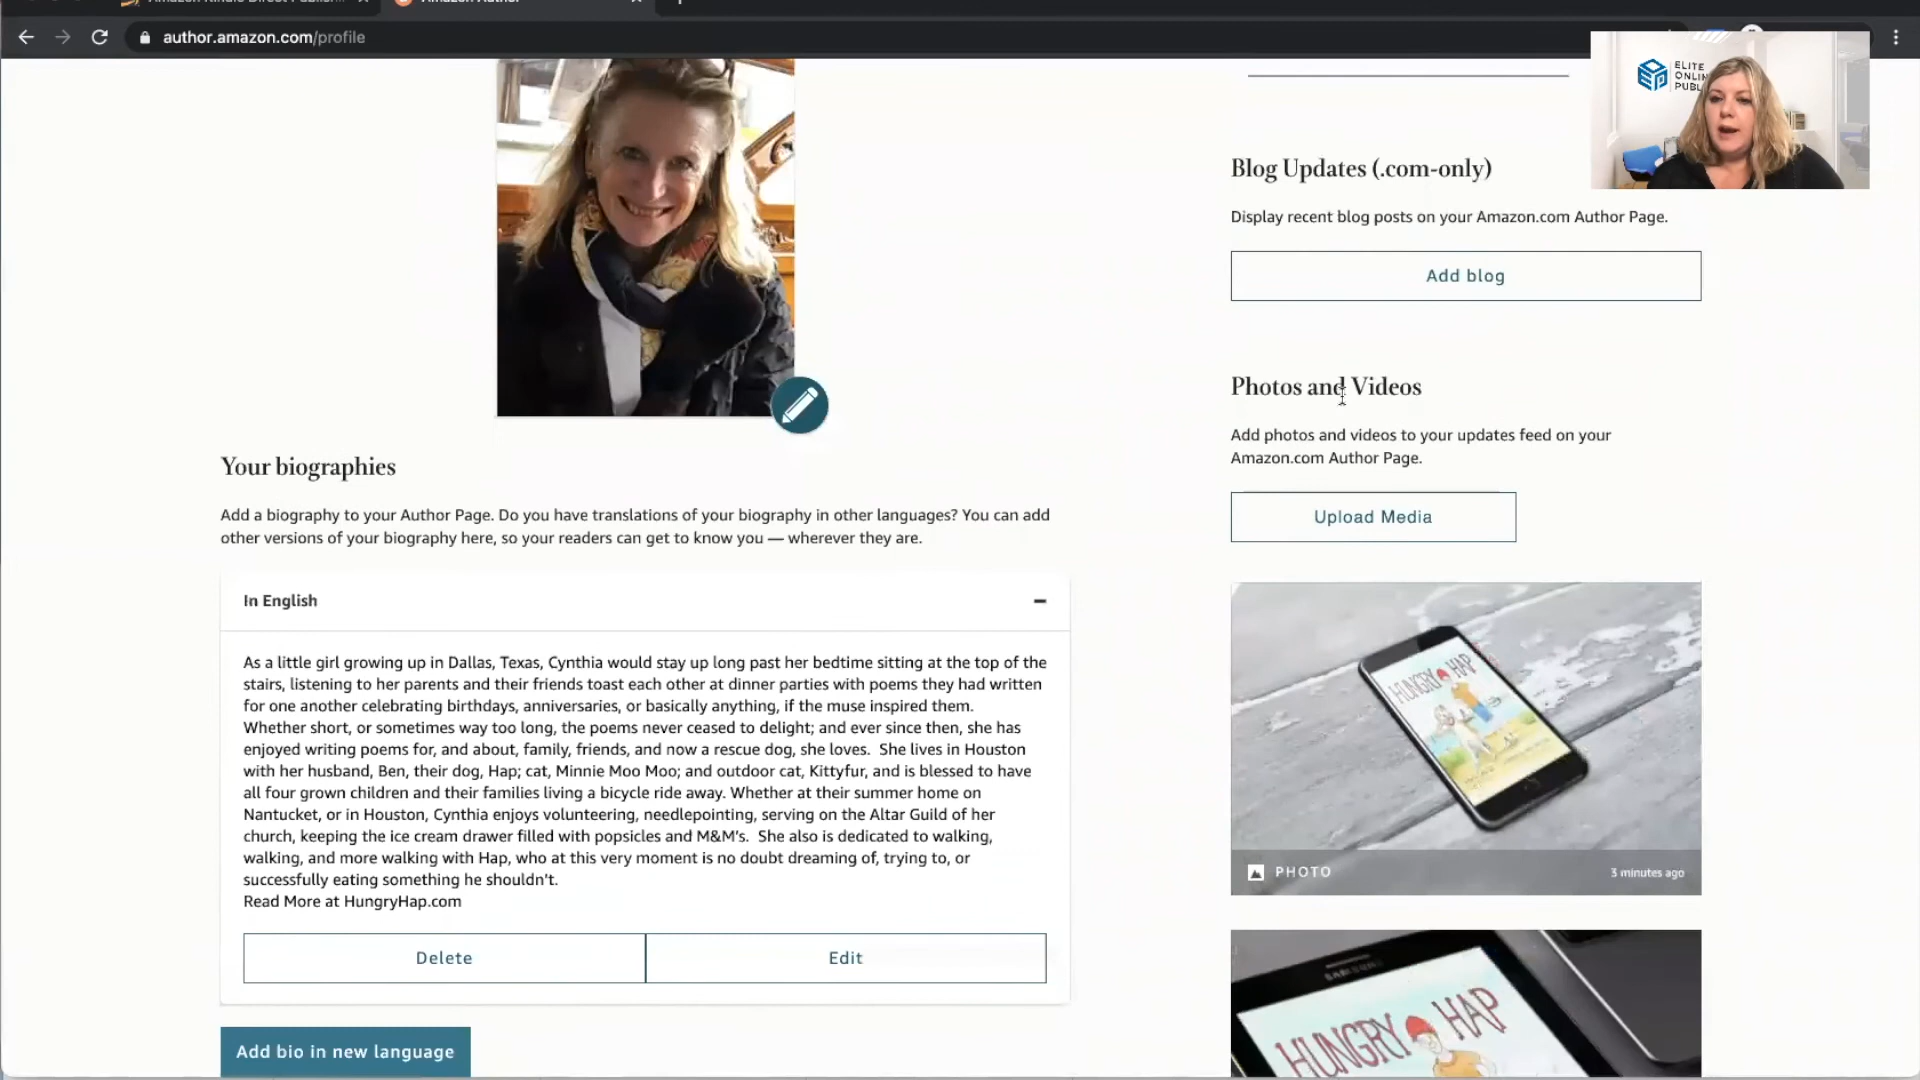 author.amazon.com/profile
ELITE
ONLIN
PUBL
Blog Updates (.com-only)
Display recent blog posts on your Amazon.com Author Page.
Add blog
Photos and Videos
Add photos and videos to your updates feed on your
Amazon.com Author Page.
Upload Media
HUNGRY HAP
PHOTO
3 minutes ago
SAMSUNG
HUNGRY HAP
Your biographies
Add a biography to your Author Page. Do you have translations of your biography in other languages? You can add
other versions of your biography here, so your readers can get to know you — wherever they are.
In English
As a little girl growing up in Dallas, Texas, Cynthia would stay up long past her bedtime sitting at the top of the
stairs, listening to her parents and their friends toast each other at dinner parties with poems they had written
for one another celebrating birthdays, anniversaries, or basically anything, if the muse inspired them.
Whether short, or sometimes way too long, the poems never ceased to delight; and ever since then, she has
enjoyed writing poems for, and about, family, friends, and now a rescue dog, she loves.  She lives in Houston
with her husband, Ben, their dog, Hap; cat, Minnie Moo Moo; and outdoor cat, Kittyfur, and is blessed to have
all four grown children and their families living a bicycle ride away. Whether at their summer home on
Nantucket, or in Houston, Cynthia enjoys volunteering, needlepointing, serving on the Altar Guild of her
church, keeping the ice cream drawer filled with popsicles and M&M's.  She also is dedicated to walking,
walking, and more walking with Hap, who at this very moment is no doubt dreaming of, trying to, or
successfully eating something he shouldn't.
Read More at HungryHap.com
Delete
Edit
Add bio in new language